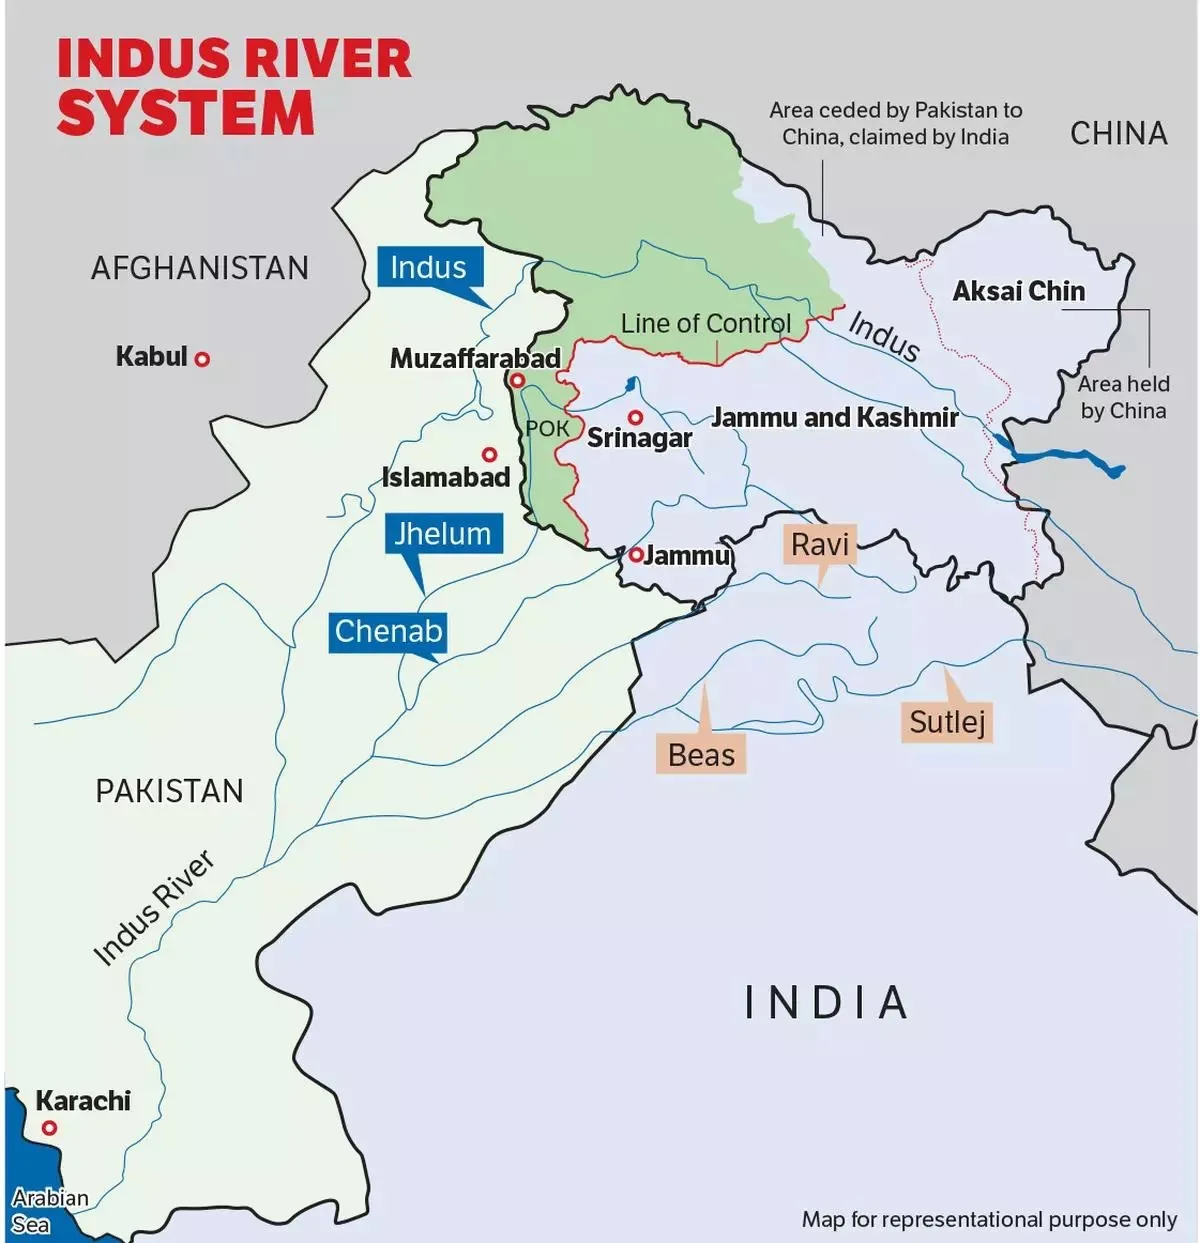 INDUS RIVER
SYSTEM
Area ceded by Pakistan to
China, claimed by India
CHINA
AFGHANISTAN
Indus
Aksai Chin
Line of Control
Indus
Kabul
Muzaffarabad
Area held
by China
POK
Srinagar
Jammu and Kashmir
Islamabad
Jhelum
Jammu
Ravi
Chenab
Sutlej
Beas
PAKISTAN
Indus River
INDIA
Karachi
Arabian
Sea
Map for representational purpose only